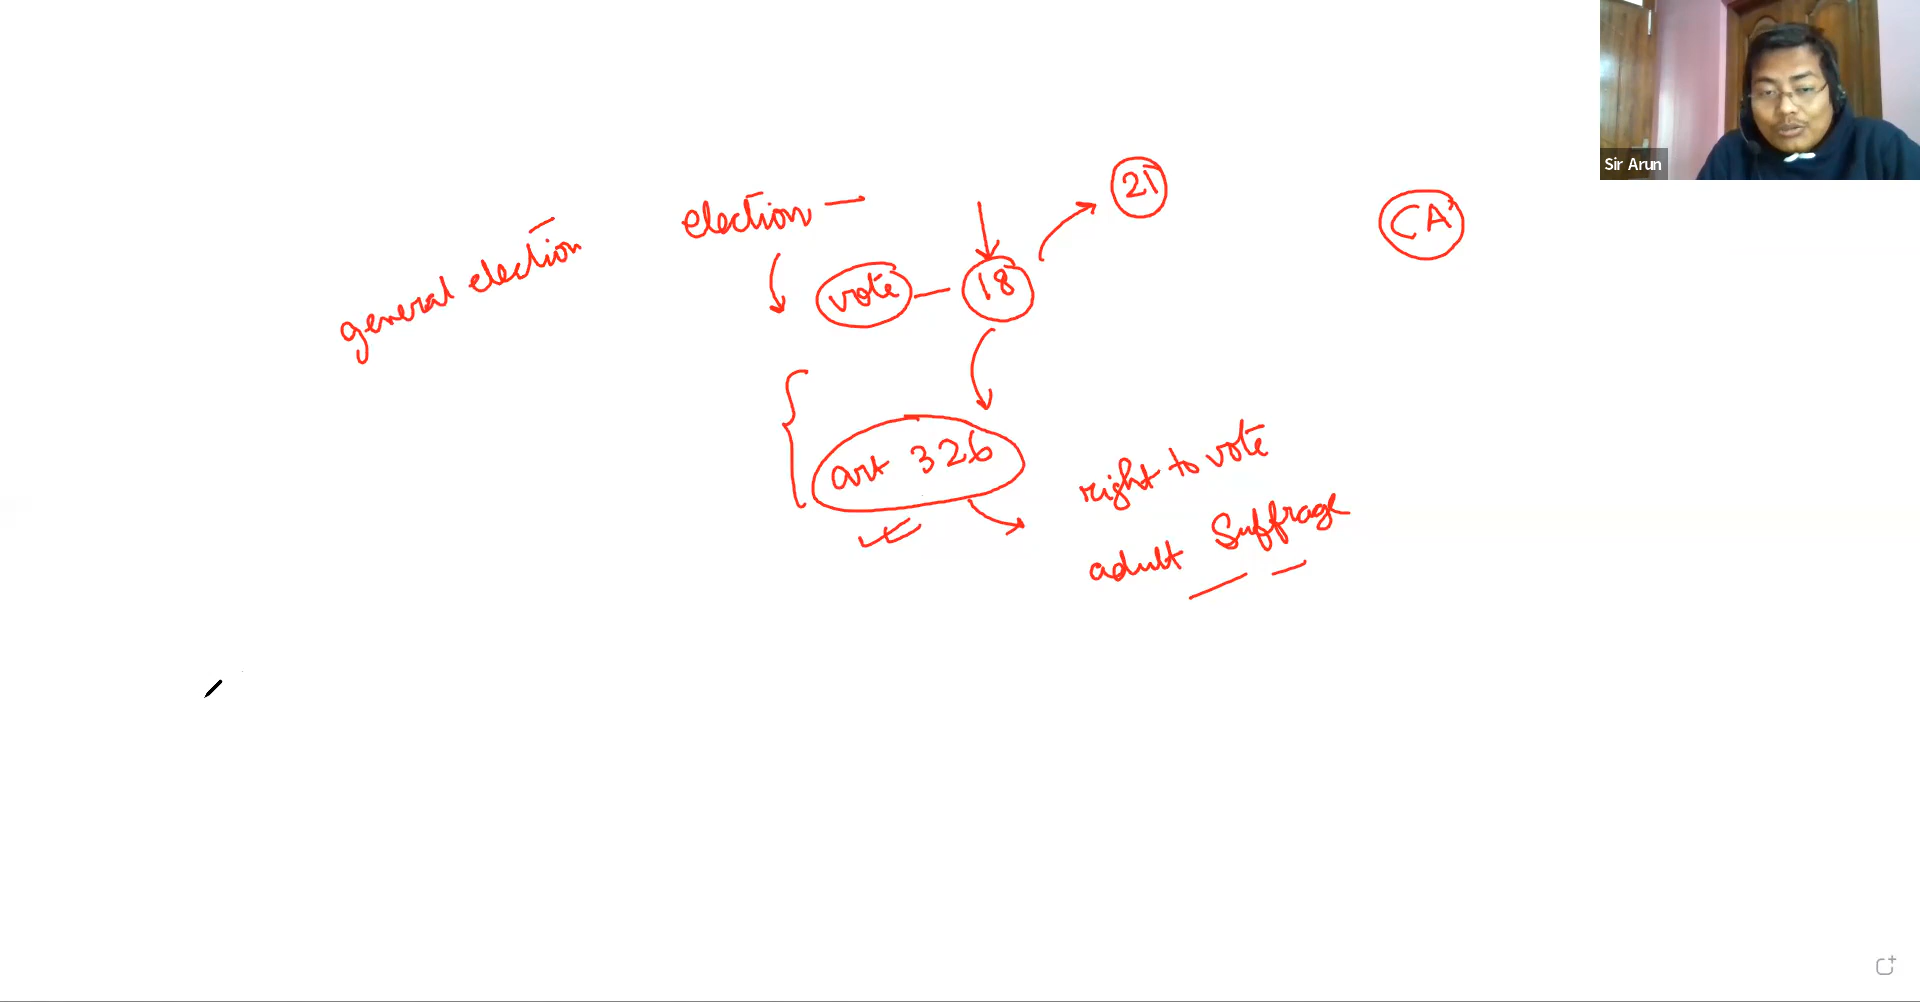 Sir Arun
21
election -
CA
general election
vote - 18
art 326
right to vote
adult Suffrage